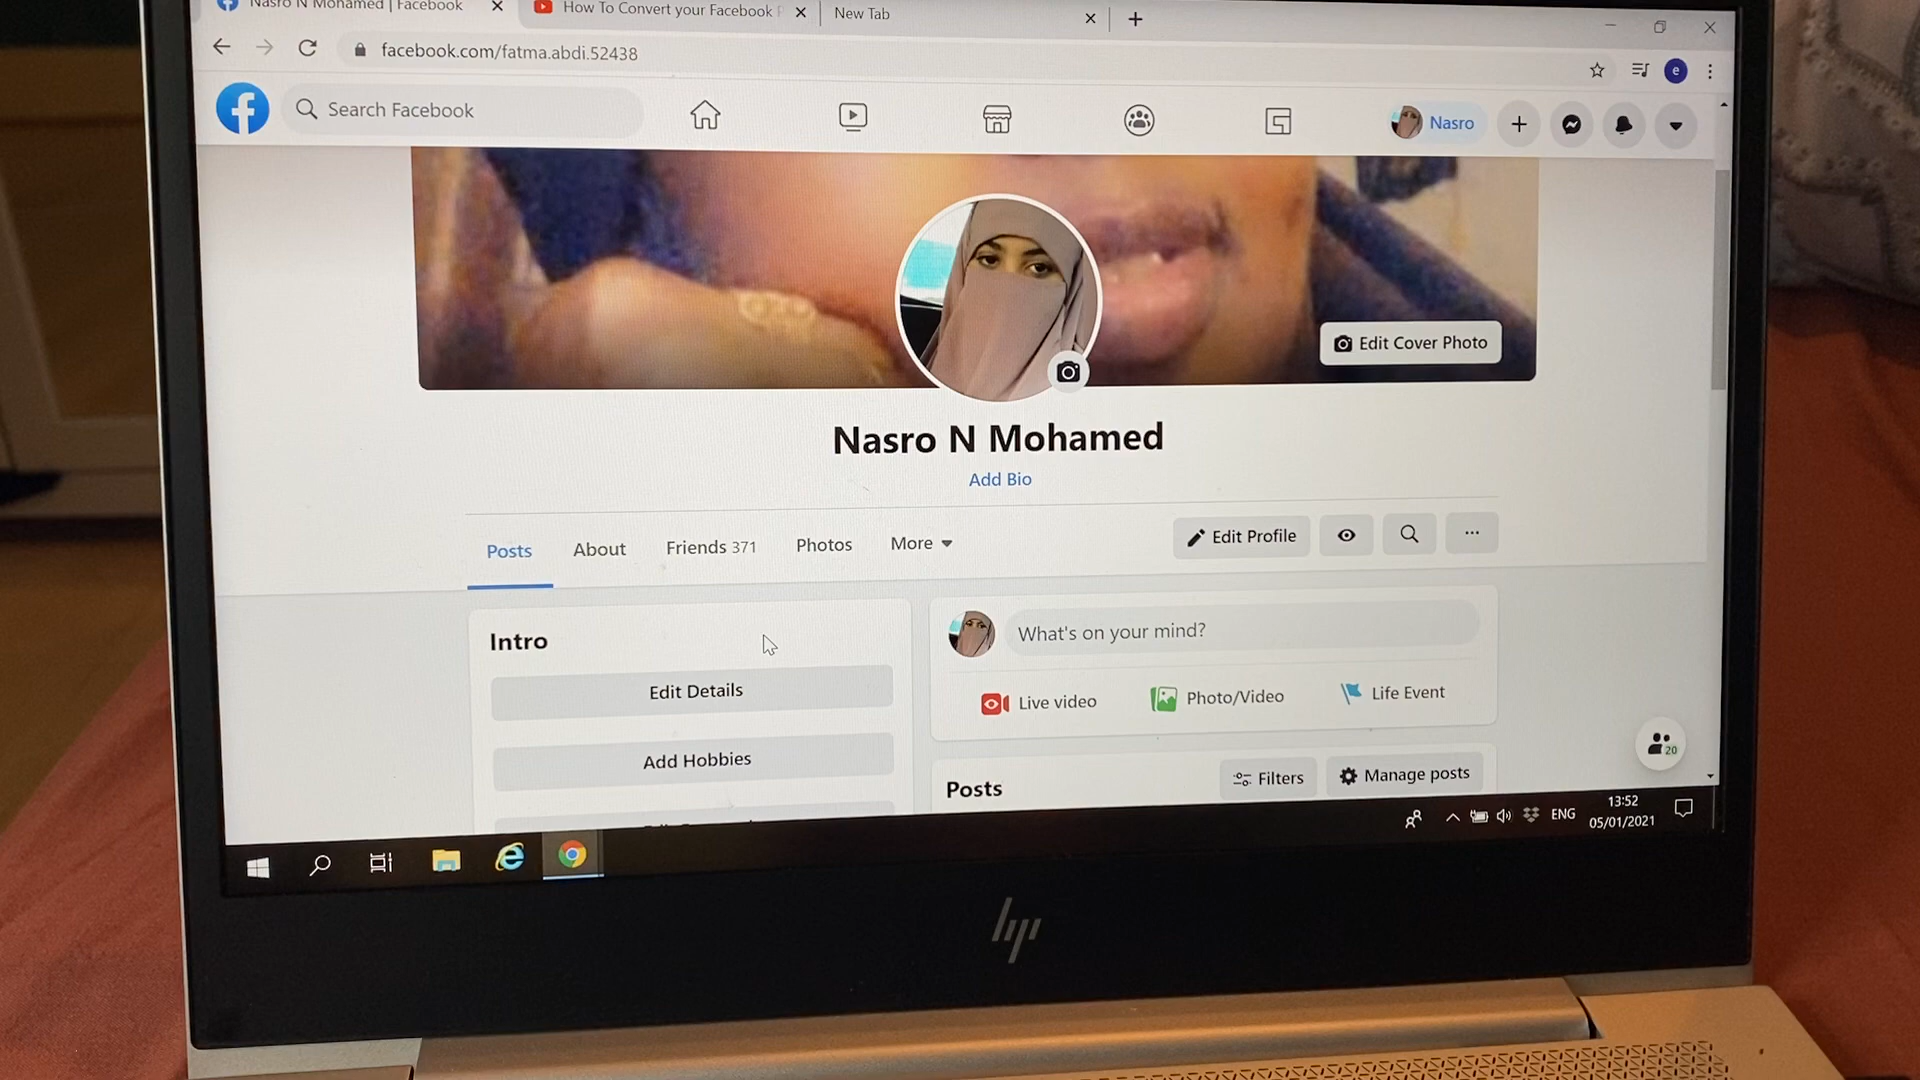 Nasro N Mohamed | Facebook
How To Convert your Facebook P
New Tab
facebook.com/fatma.abdi.52438
e
Search Facebook
Nasro
Edit Cover Photo
Nasro N Mohamed
Add Bio
Posts
About
Friends 371
Photos
More
Edit Profile
Intro
Edit Details
Add Hobbies
What's on your mind?
Live video
Photo/Video
Life Event
Posts
Filters
Manage posts
20
ENG
13:52
05/01/2021
hp